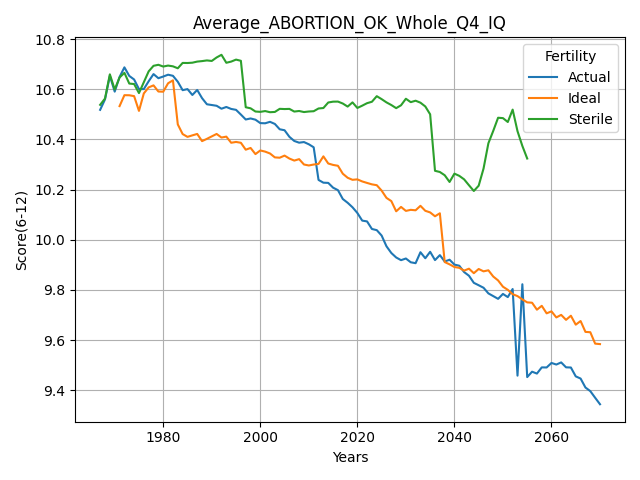 Average_ABORTION_OK_Whole_Q4_IQ
Score(6-12)
10.8
10.6
10.4
10.2
10.0
9.8
9.6
9.4
Fertility
Actual
Ideal
Sterile
1980
2000
2020
2040
2060
Years